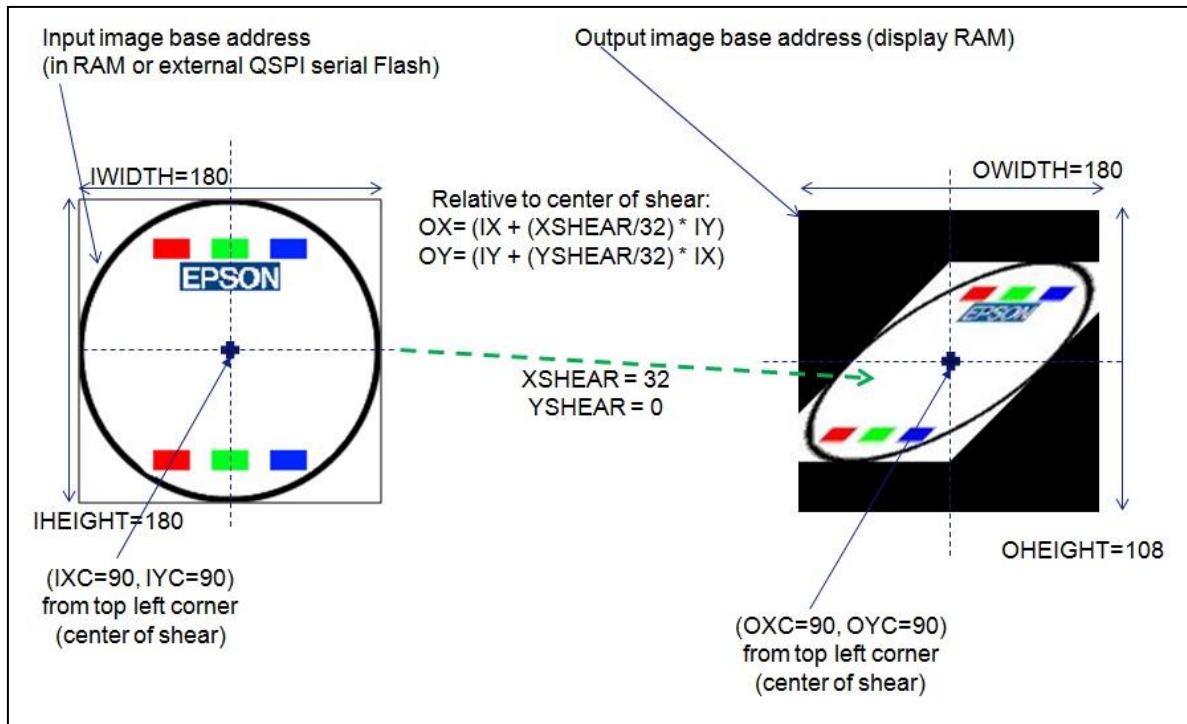 Input image base address
(in RAM or external QSPI serial Flash)
Output image base address (display RAM)
IWIDTH=180
OWIDTH=180
Relative to center of shear:
OX= (IX + (XSHEAR/32) * IY)
OY= (IY + (YSHEAR/32) * IX)
EPSON
EPSON
XSHEAR = 32
YSHEAR = 0
IHEIGHT=180
OHEIGHT=108
(IXC=90, IYC=90)
from top left corner
(center of shear)
(OXC=90, OYC=90)
from top left corner
(center of shear)